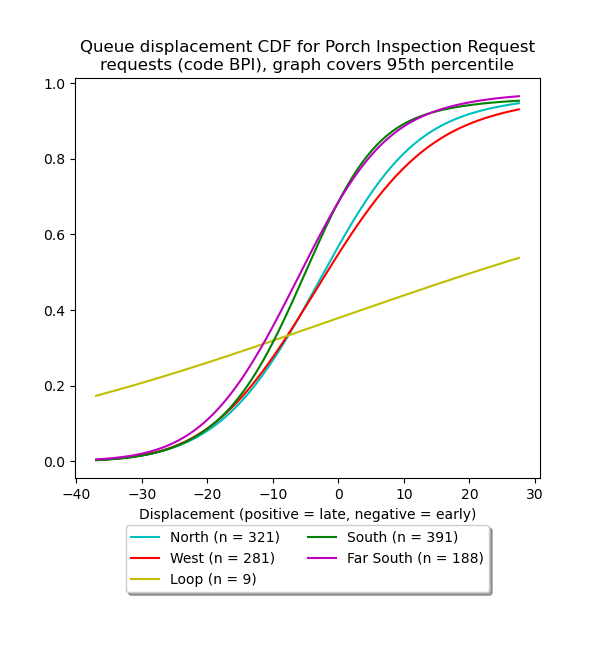 Queue displacement CDF for Porch Inspection Request
requests (code BPI), graph covers 95th percentile
1.0
0.8
0.6
0.4
0.2
0.0
−40 −30 −20 −10 0 10 20 30
Displacement (positive = late, negative = early)
North (n = 321) South (n = 391)
West (n = 281) Far South (n = 188)
Loop (n = 9)